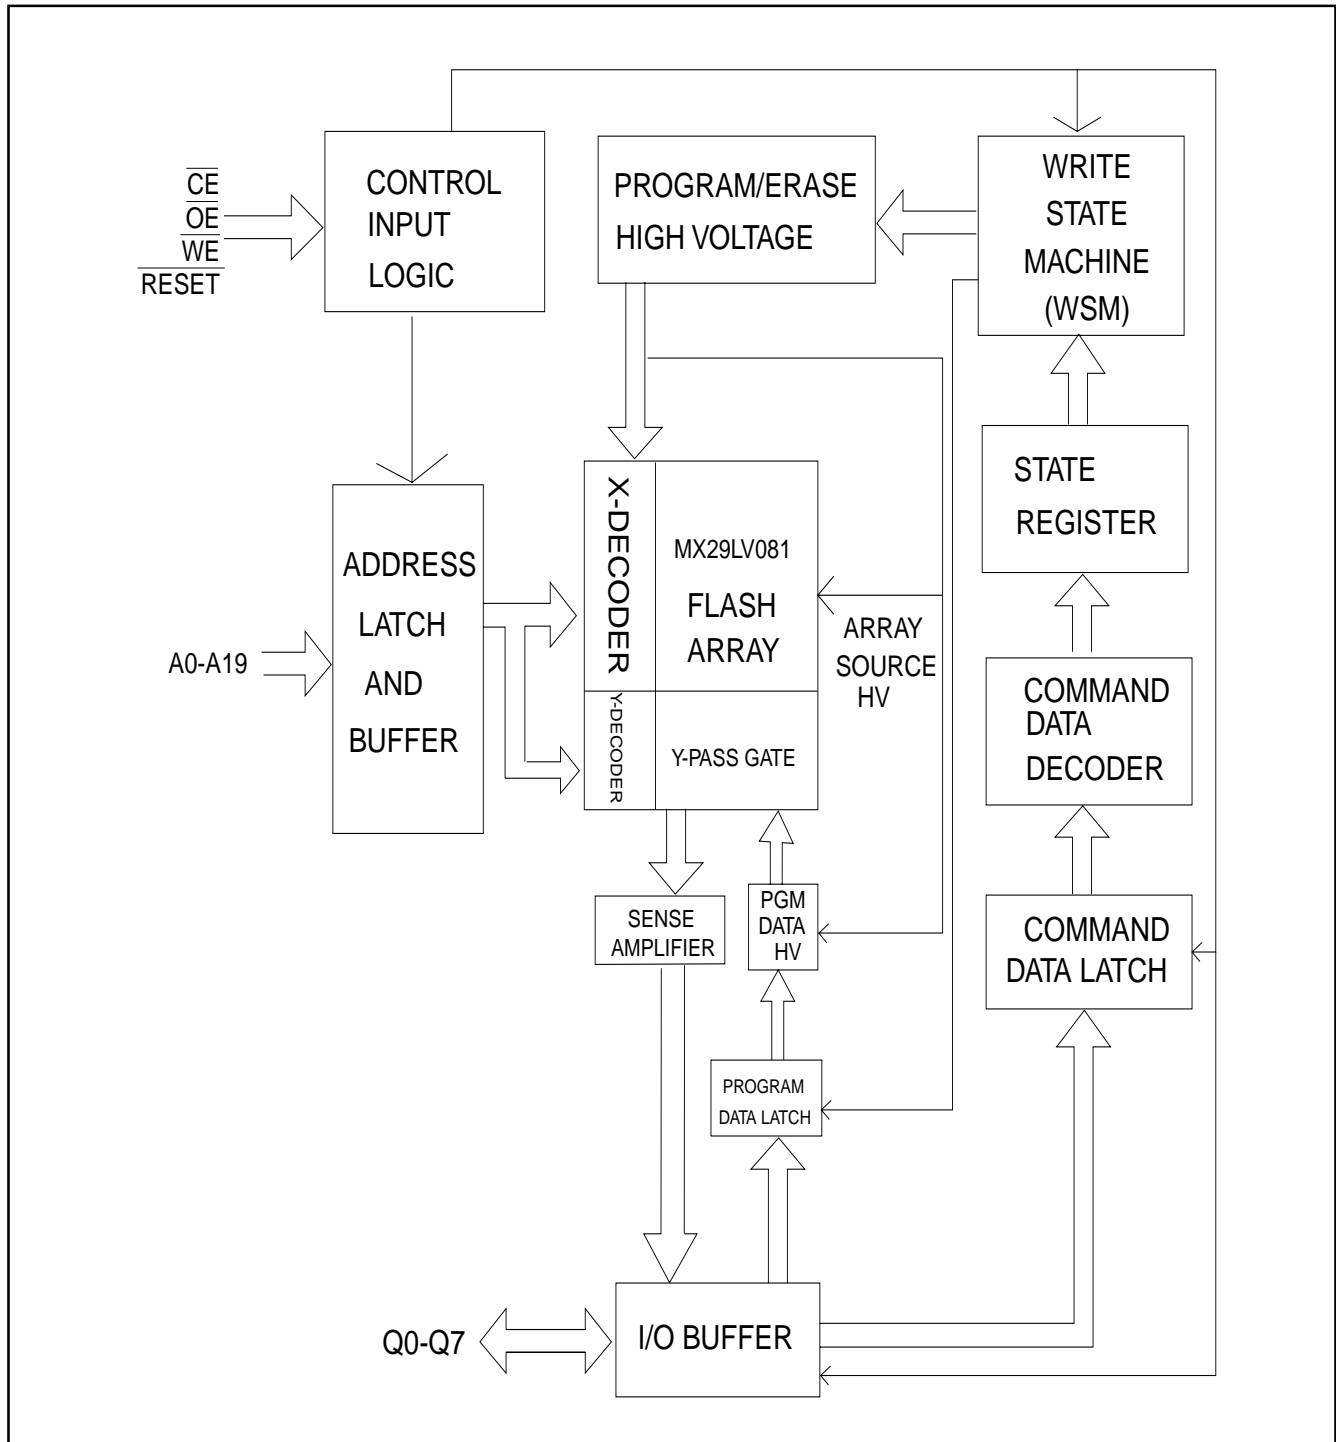 CE
OE
WE
RESET
CONTROL
INPUT
LOGIC
PROGRAM/ERASE
HIGH VOLTAGE
WRITE
STATE
MACHINE
(WSM)
STATE
REGISTER
ADDRESS
LATCH
AND
BUFFER
A0-A19
X-DECODER
MX29LV081
FLASH
ARRAY
ARRAY
SOURCE
HV
Y-DECODER
Y-PASS GATE
COMMAND
DATA
DECODER
SENSE
AMPLIFIER
PGM
DATA
HV
COMMAND
DATA LATCH
PROGRAM
DATA LATCH
Q0-Q7
I/O BUFFER